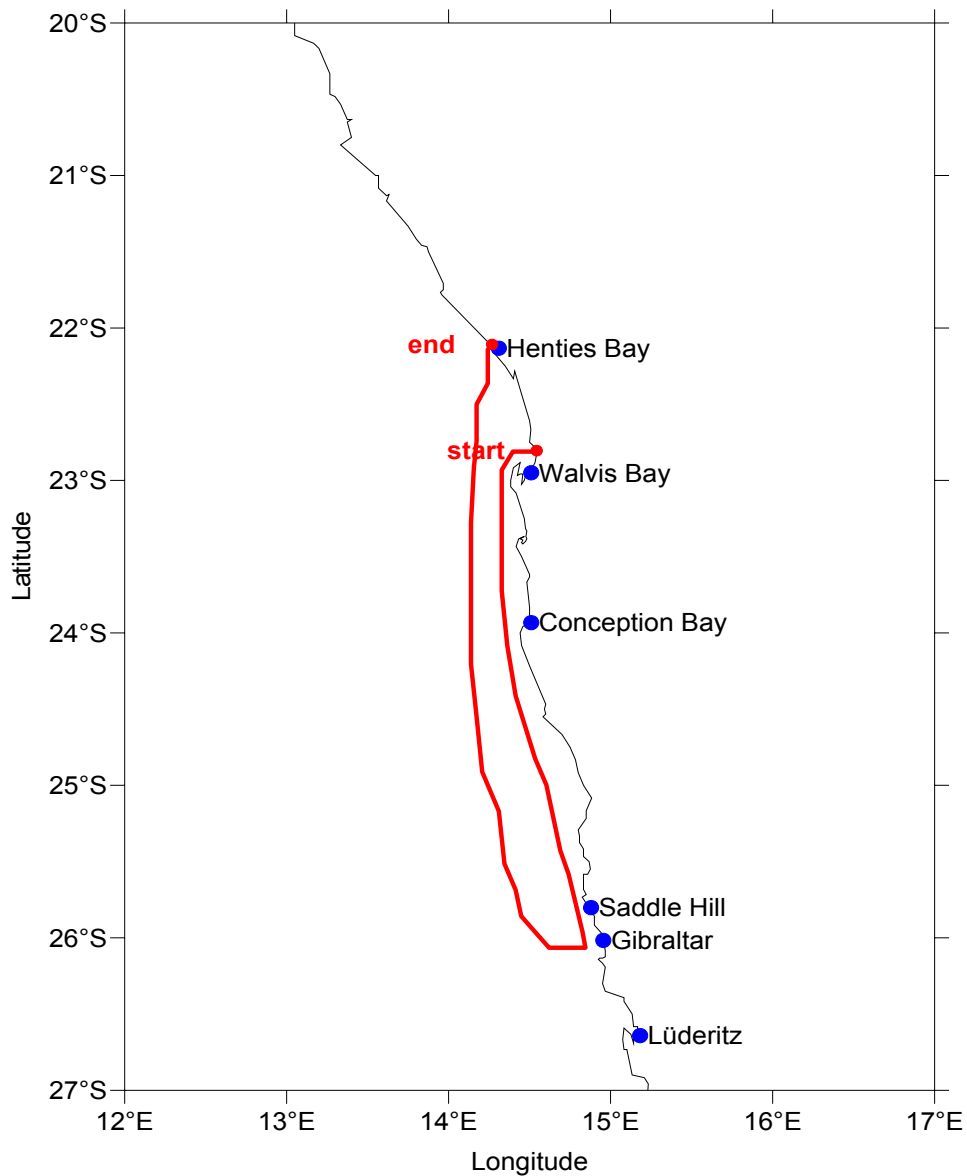 20°S
21°S
22°S
end
Henties Bay
start
23°S
Walvis Bay
Latitude
24°S
Conception Bay
25°S
Saddle Hill
26°S
Gibraltar
Lüderitz
27°S
12°E
13°E
14°E
15°E
16°E
17°E
Longitude